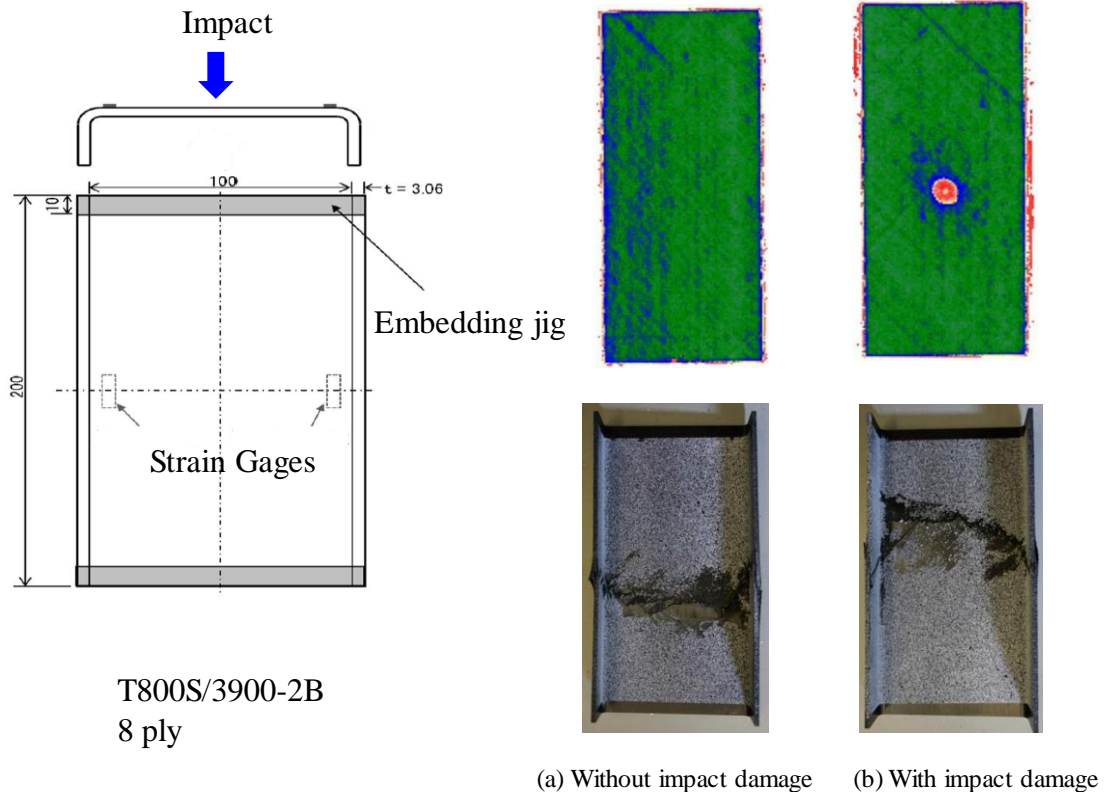 Impact
100
t = 3.06
10
Embedding jig
200
Strain Gages
T800S/3900-2B
8 ply
(a) Without impact damage
(b) With impact damage